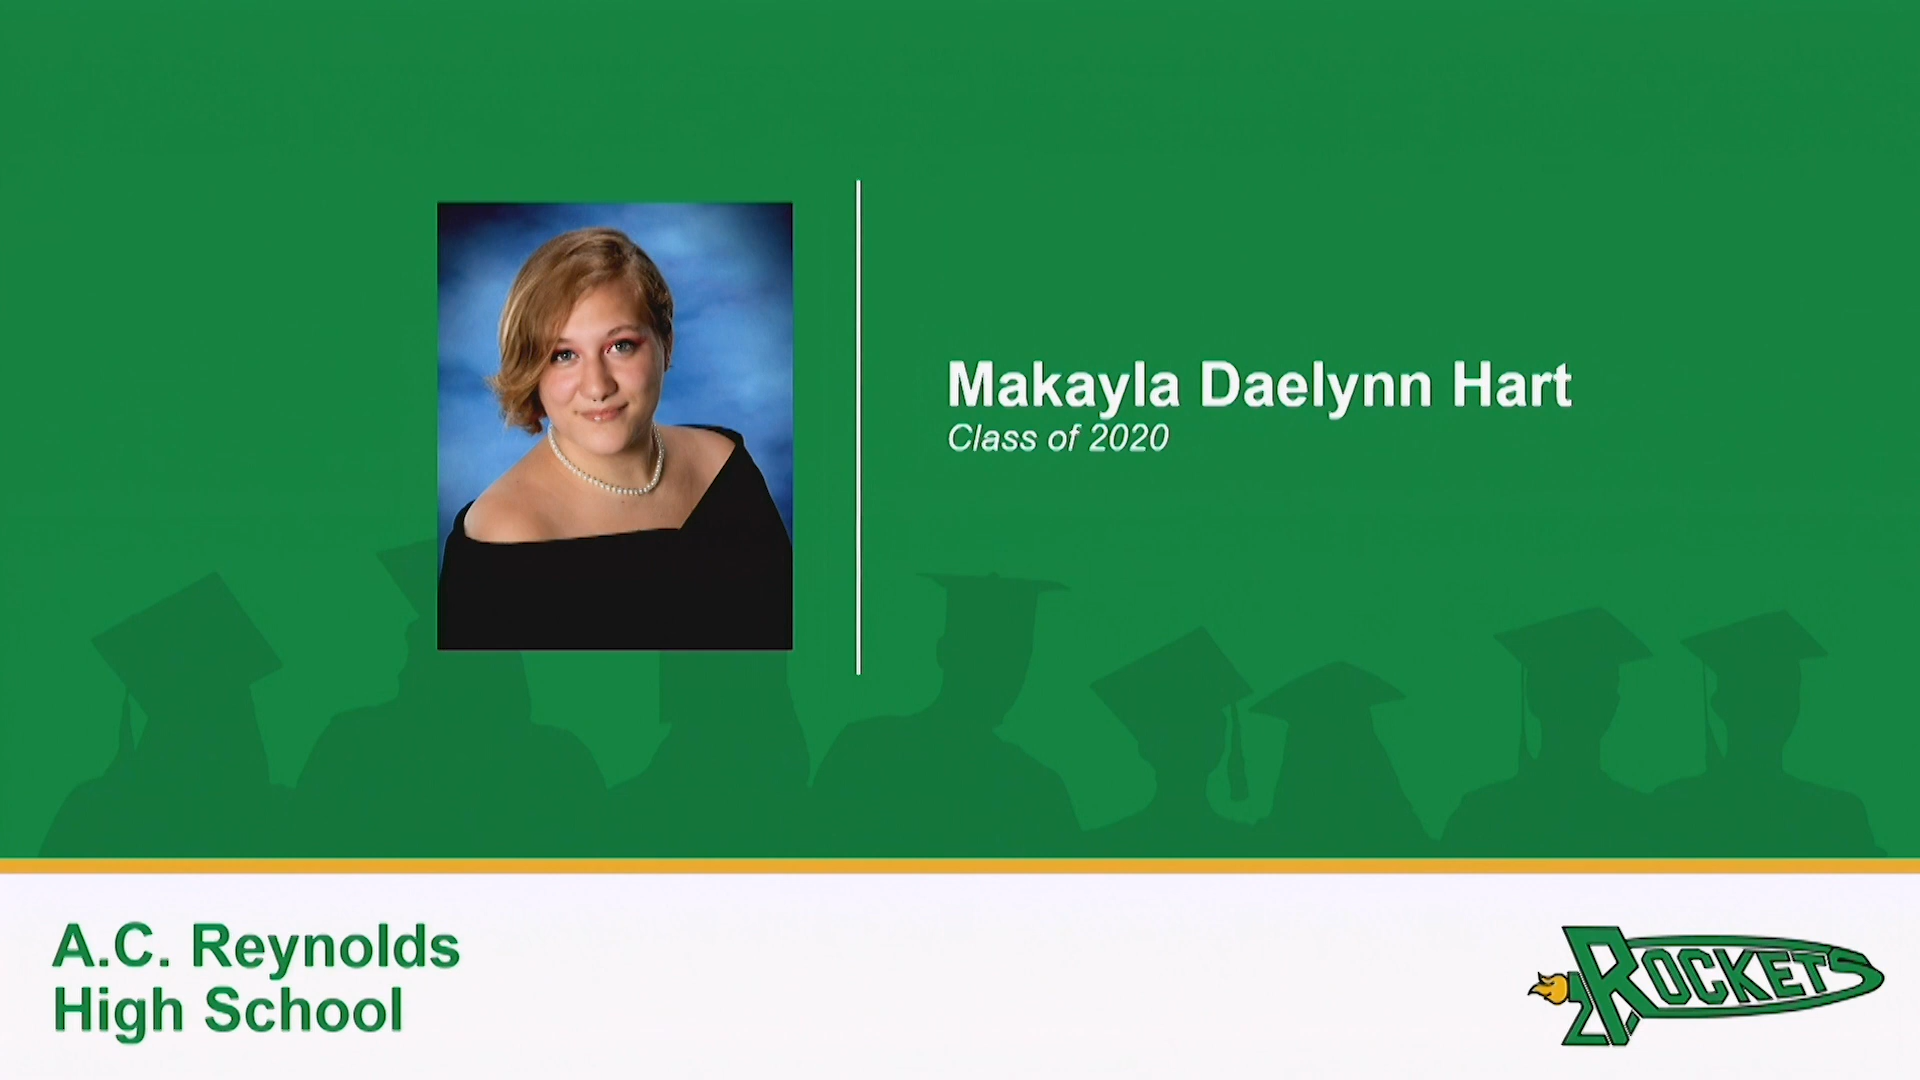 Makayla Daelynn Hart
Class of 2020
A.C. Reynolds
High School
ROCKETS